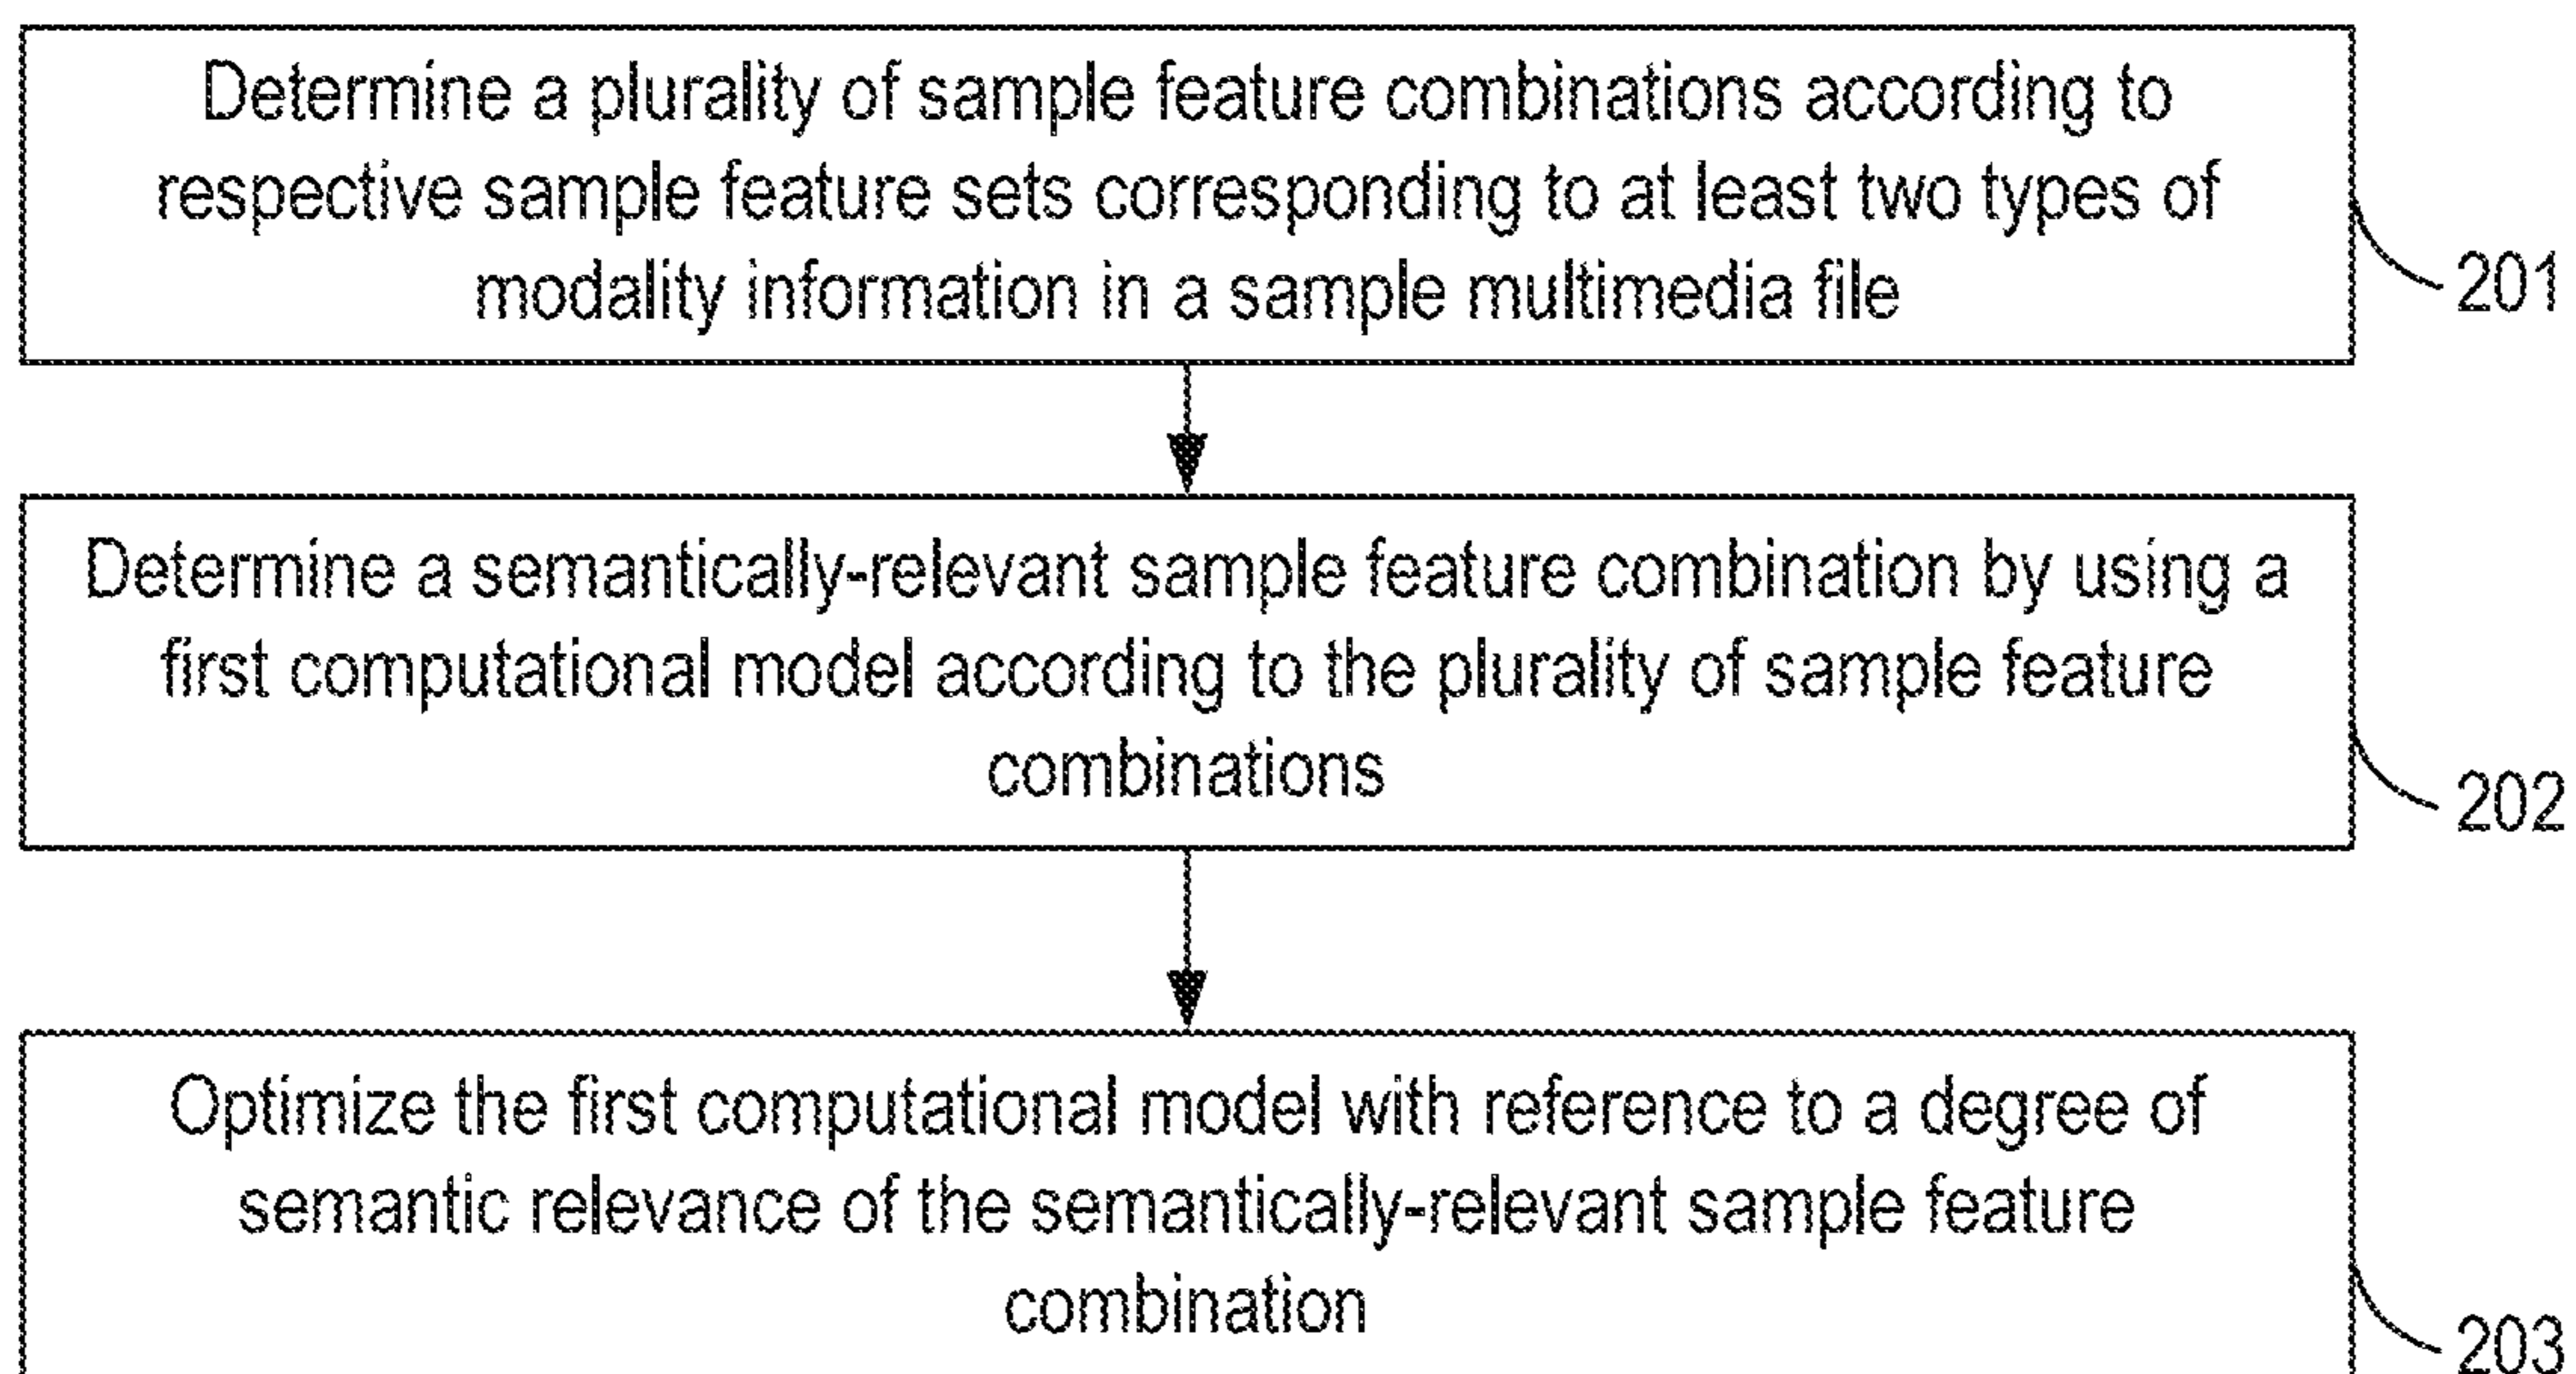 Determine a plurality of sample feature combinations according to
respective sample feature sets corresponding to at least two types of
modality information in a sample multimedia file
201
Determine a semantically-relevant sample feature combination by using a
first computational model according to the plurality of sample feature
combinations
202
Optimize the first computational model with reference to a degree of
semantic relevance of the semantically-relevant sample feature
combination
203